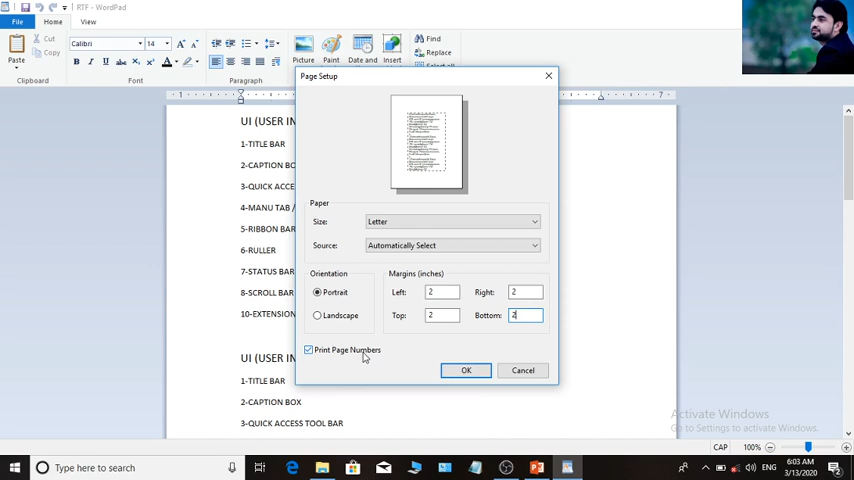 RTF - WordPad
File Home View
Paste
Cut
Copy
Calibri 14
B I U
Picture Paint Date and Insert
Find
Replace
Clipboard Font Paragraph
Page Setup
Paper
Size: Letter
Source: Automatically Select
Orientation
Portrait
Landscape
Margins (inches)
Left: 2 Right: 2
Top: 2 Bottom: 2
Print Page Numbers
OK Cancel
UI (USER IN
1-TITLE BAR
2-CAPTION BO
3-QUICK ACCE
4-MANU TAB /
5-RIBBON BAR
6-RULLER
7-STATUS BAR
8-SCROLL BAR
10-EXTENSION
UI (USER IN
1-TITLE BAR
2-CAPTION BOX
3-QUICK ACCESS TOOL BAR
Activate Windows
Go to Settings to activate Windows.
CAP 100%
Type here to search
ENG
6:03 AM
3/13/2020